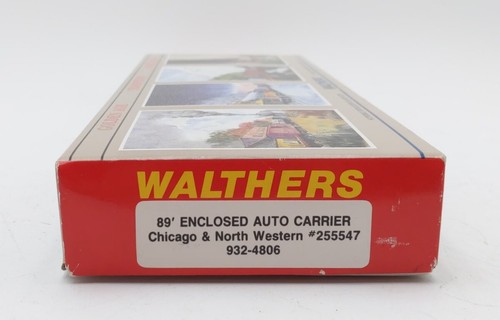 WALTHERS
89' ENCLOSED AUTO CARRIER
Chicago & North Western #255547
932-4806